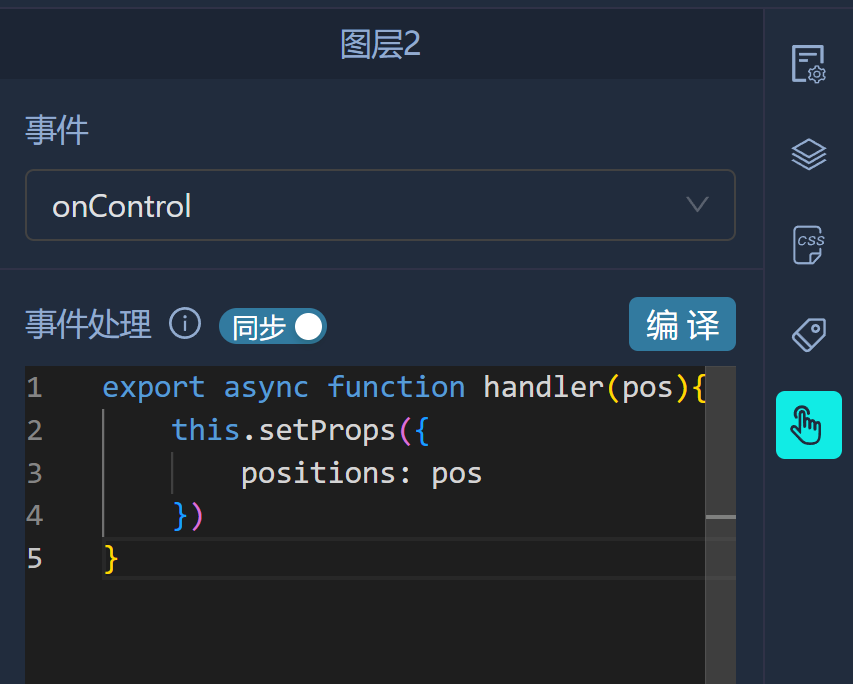 图层2
事件
onControl
事件处理 同步 编译
CSS
1 export async function handler(pos){
2 this.setProps({
3 positions: pos
4 })
5 }